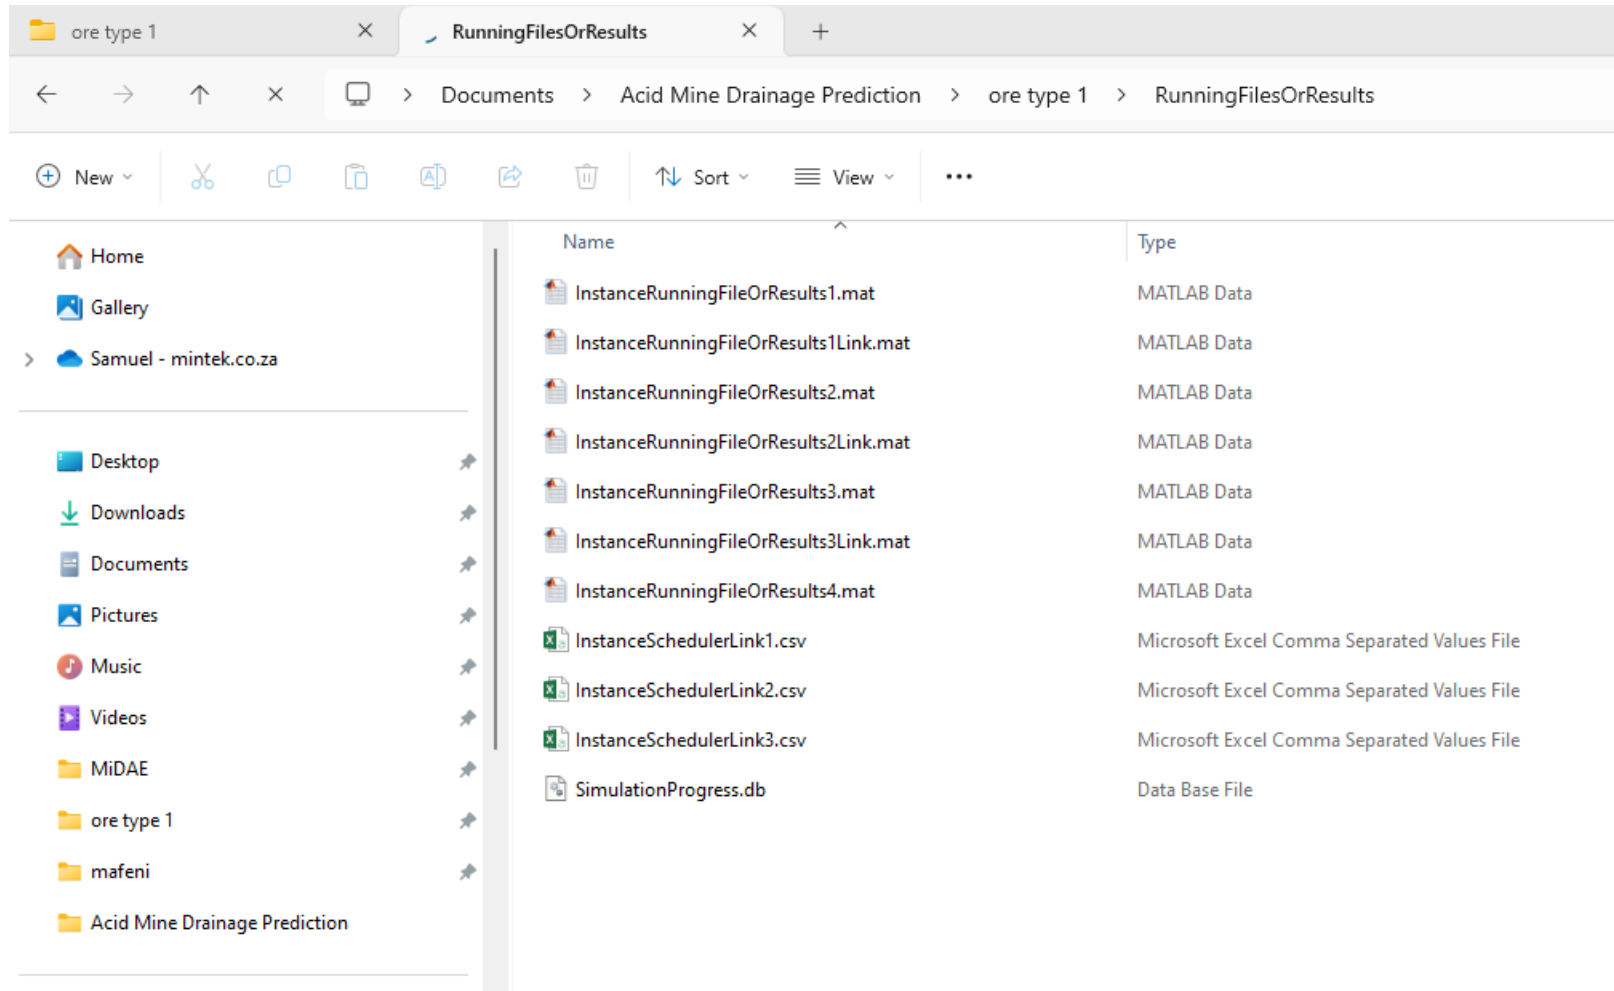 ore type 1
RunningFilesOrResults
Documents > Acid Mine Drainage Prediction > ore type 1 > RunningFilesOrResults
New
Sort
View
Home
Gallery
Samuel - mintek.co.za
Desktop
Downloads
Documents
Pictures
Music
Videos
MiDAE
ore type 1
mafeni
Acid Mine Drainage Prediction
Name Type
InstanceRunningFileOrResults1.mat MATLAB Data
InstanceRunningFileOrResults1Link.mat MATLAB Data
InstanceRunningFileOrResults2.mat MATLAB Data
InstanceRunningFileOrResults2Link.mat MATLAB Data
InstanceRunningFileOrResults3.mat MATLAB Data
InstanceRunningFileOrResults3Link.mat MATLAB Data
InstanceRunningFileOrResults4.mat MATLAB Data
InstanceSchedulerLink1.csv Microsoft Excel Comma Separated Values File
InstanceSchedulerLink2.csv Microsoft Excel Comma Separated Values File
InstanceSchedulerLink3.csv Microsoft Excel Comma Separated Values File
SimulationProgress.db Data Base File